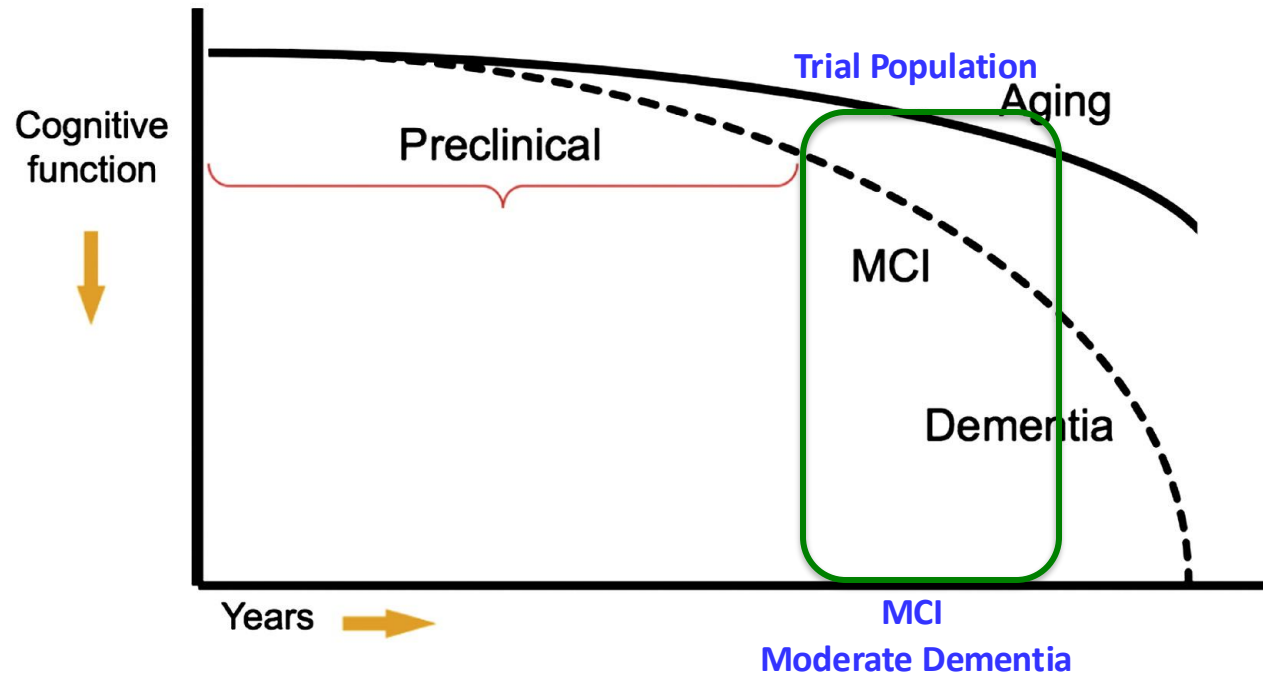 Trial Population
Aging
Cognitive
function
Preclinical
MCI
Dementia
Years
MCI
Moderate Dementia